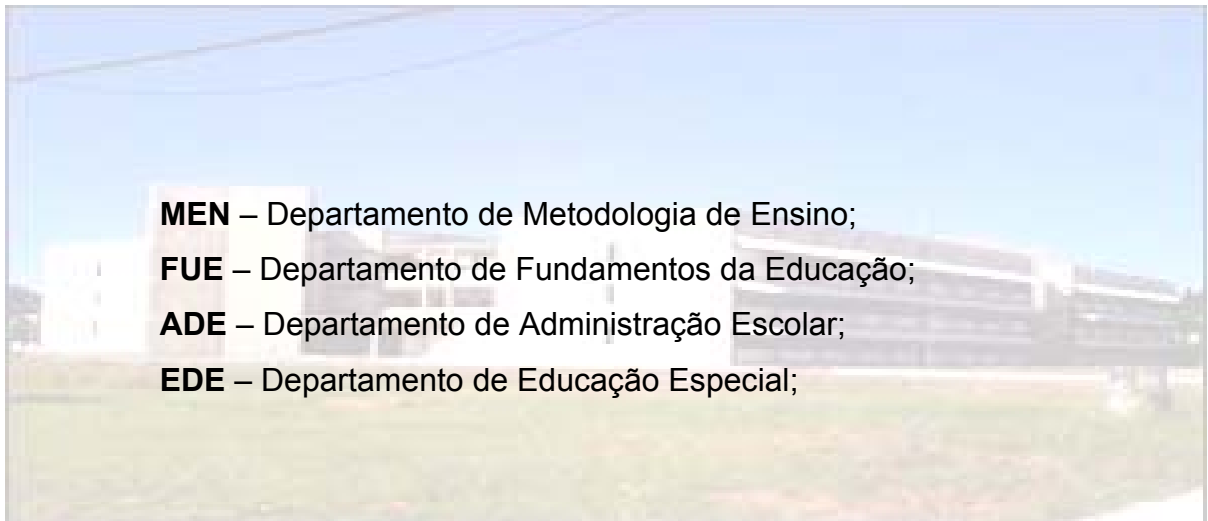 MEN – Departamento de Metodologia de Ensino;
FUE – Departamento de Fundamentos da Educação;
ADE – Departamento de Administração Escolar;
EDE – Departamento de Educação Especial;